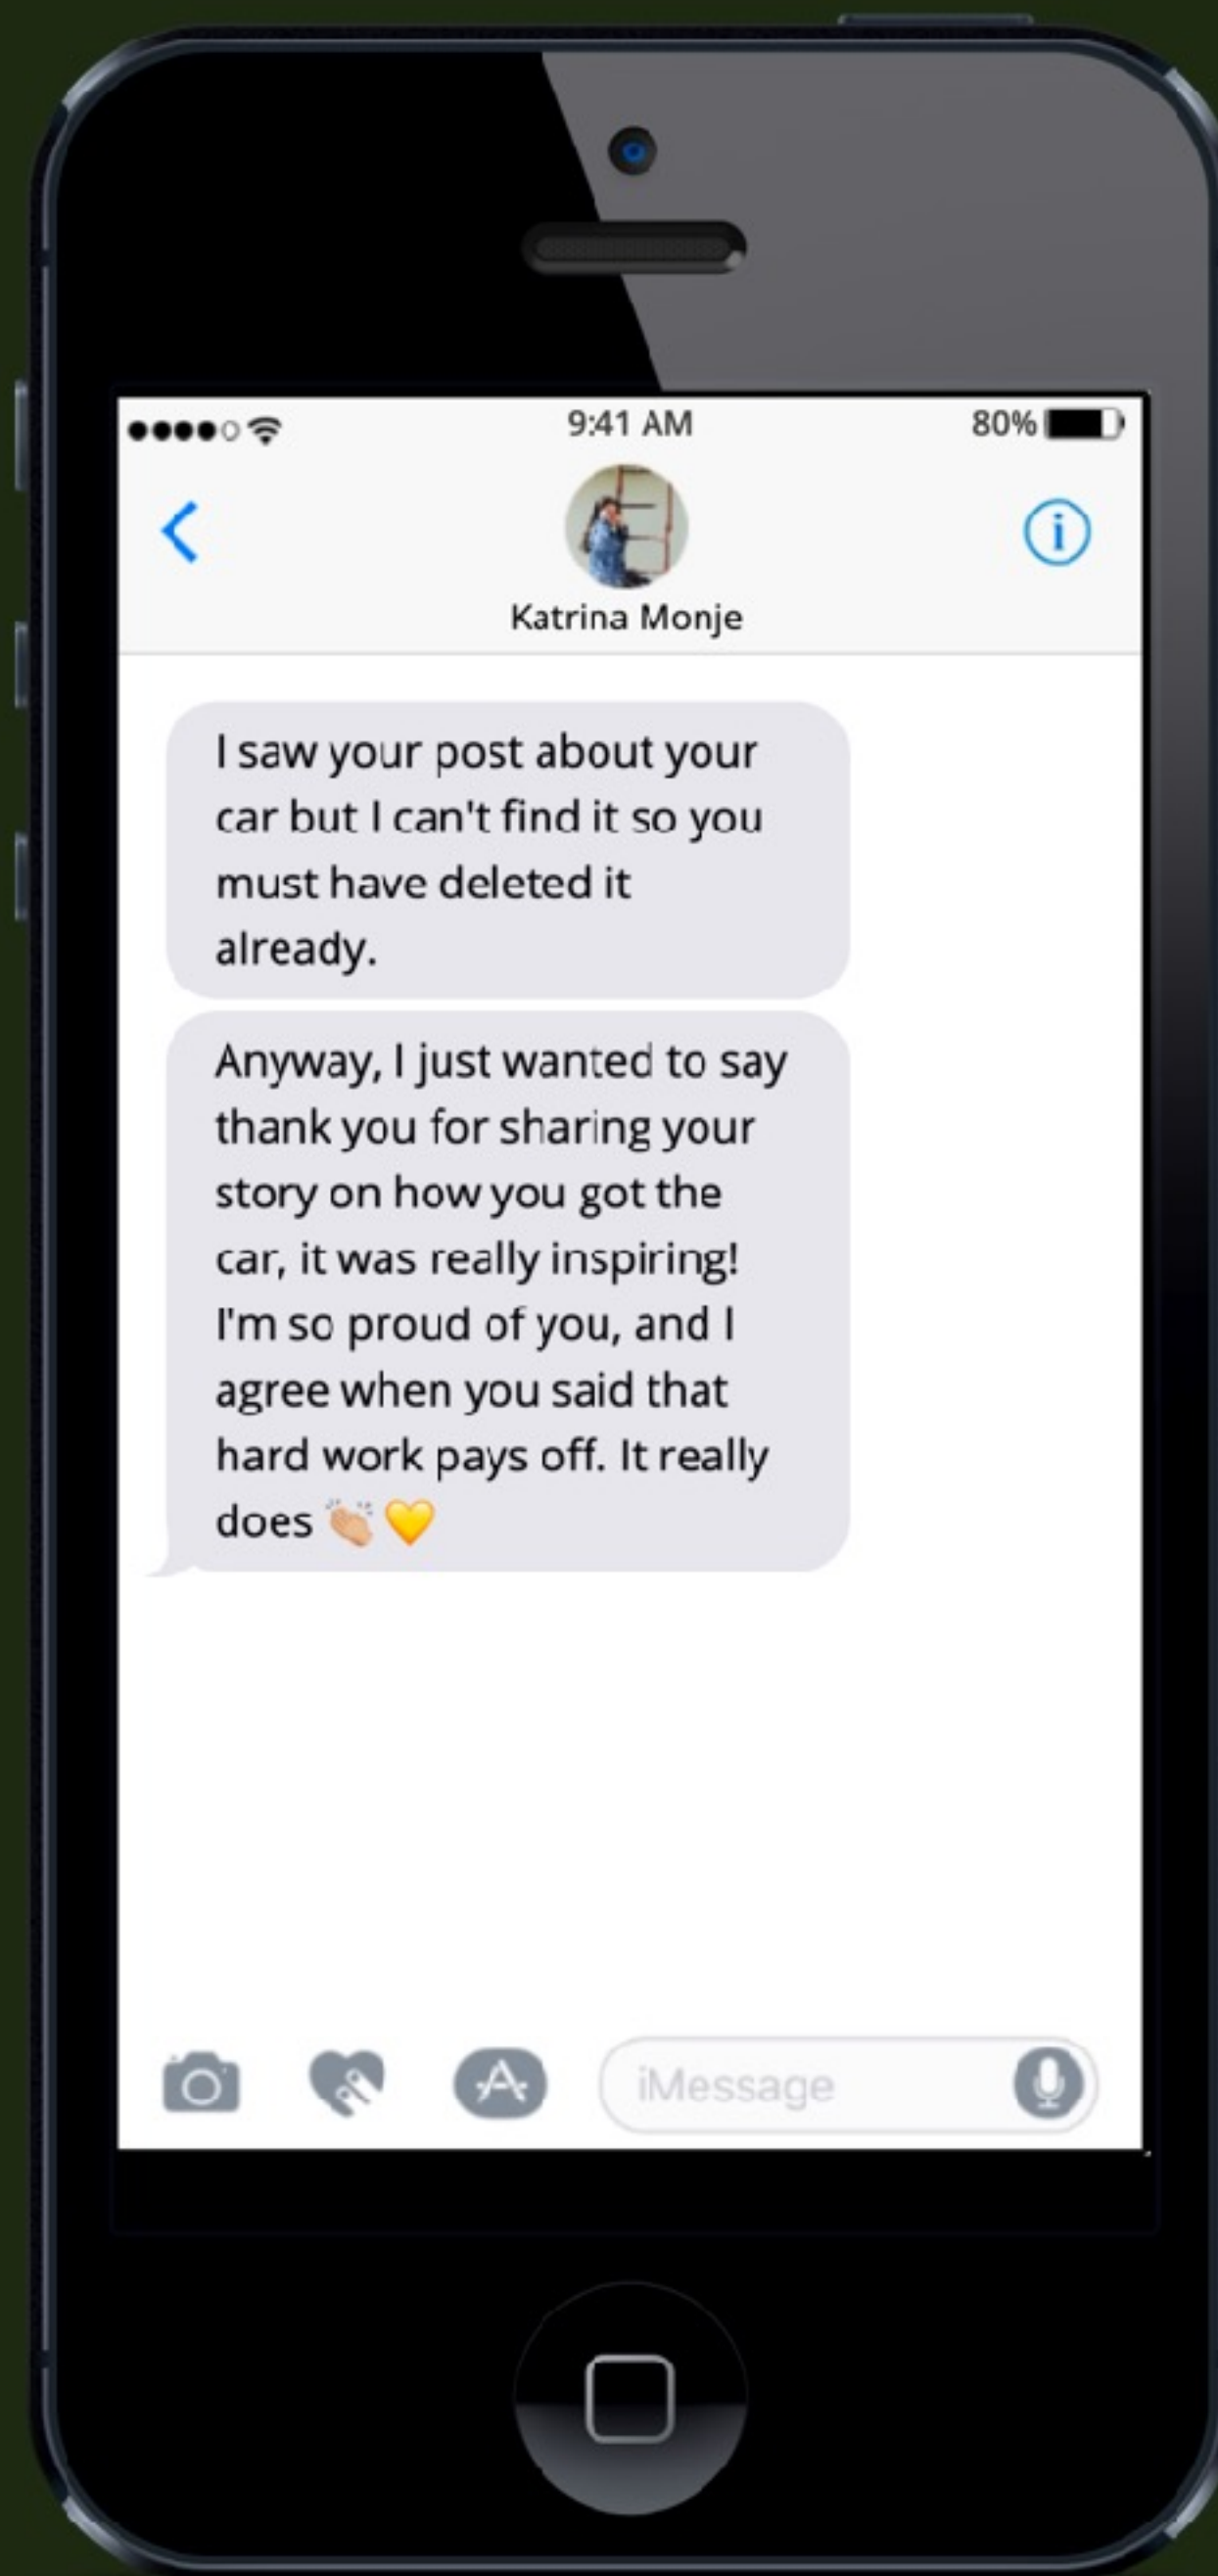 9:41 AM
80%
Katrina Monje
I saw your post about your
car but I can't find it so you
must have deleted it
already.
Anyway, I just wanted to say
thank you for sharing your
story on how you got the
car, it was really inspiring!
I'm so proud of you, and I
agree when you said that
hard work pays off. It really
does 👏🏼 💛
iMessage